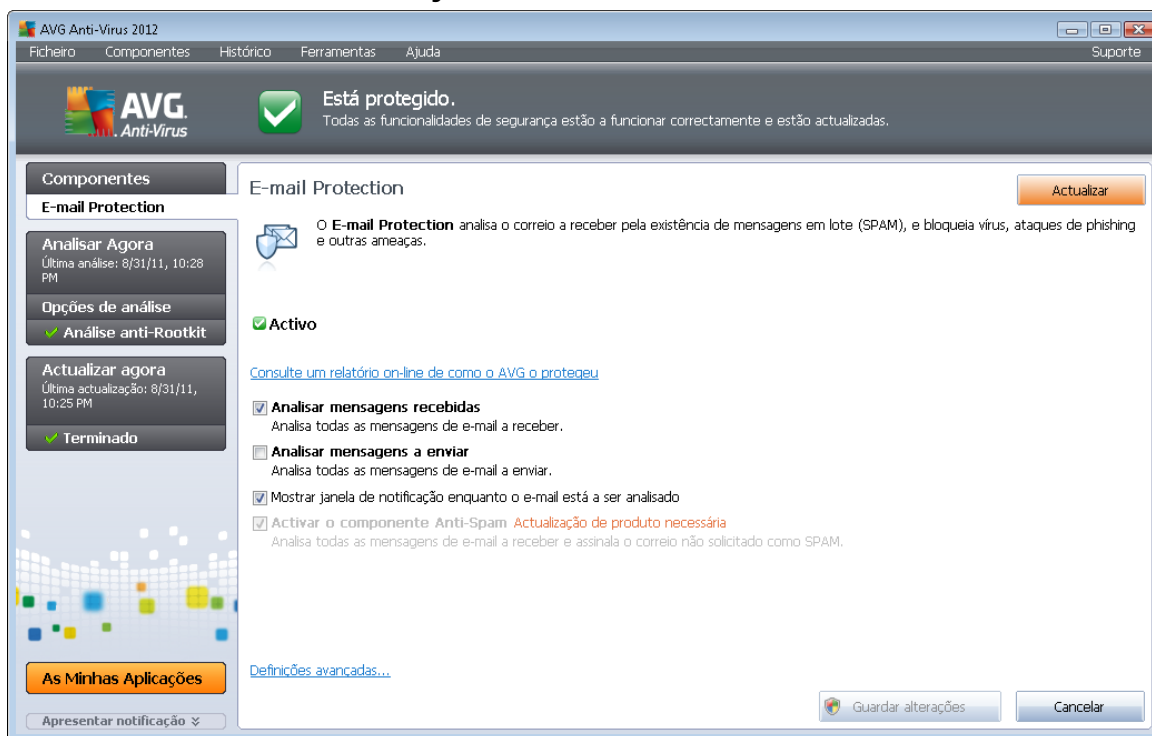 AVG Anti-Virus 2012
Ficheiro Componentes Histórico Ferramentas Ajuda Suporte
AVG.
Anti-Virus
Está protegido.
Todas as funcionalidades de segurança estão a funcionar correctamente e estão actualizadas.
Componentes
E-mail Protection
Analisar Agora
Última análise: 8/31/11, 10:28
PM
Opções de análise
Análise anti-Rootkit
Actualizar agora
Última actualização: 8/31/11,
10:25 PM
Terminado
As Minhas Aplicações
Apresentar notificação
E-mail Protection
Actualizar
O E-mail Protection analisa o correio a receber pela existência de mensagens em lote (SPAM), e bloqueia vírus, ataques de phishing
e outras ameaças.
Activo
Consulte um relatório on-line de como o AVG o protegeu
Analisar mensagens recebidas
Analisa todas as mensagens de e-mail a receber.
Analisar mensagens a enviar
Analisa todas as mensagens de e-mail a enviar.
Mostrar janela de notificação enquanto o e-mail está a ser analisado
Activar o componente Anti-Spam Actualização de produto necessária
Analisa todas as mensagens de e-mail a receber e assinala o correio não solicitado como SPAM.
Definições avançadas...
Guardar alterações
Cancelar